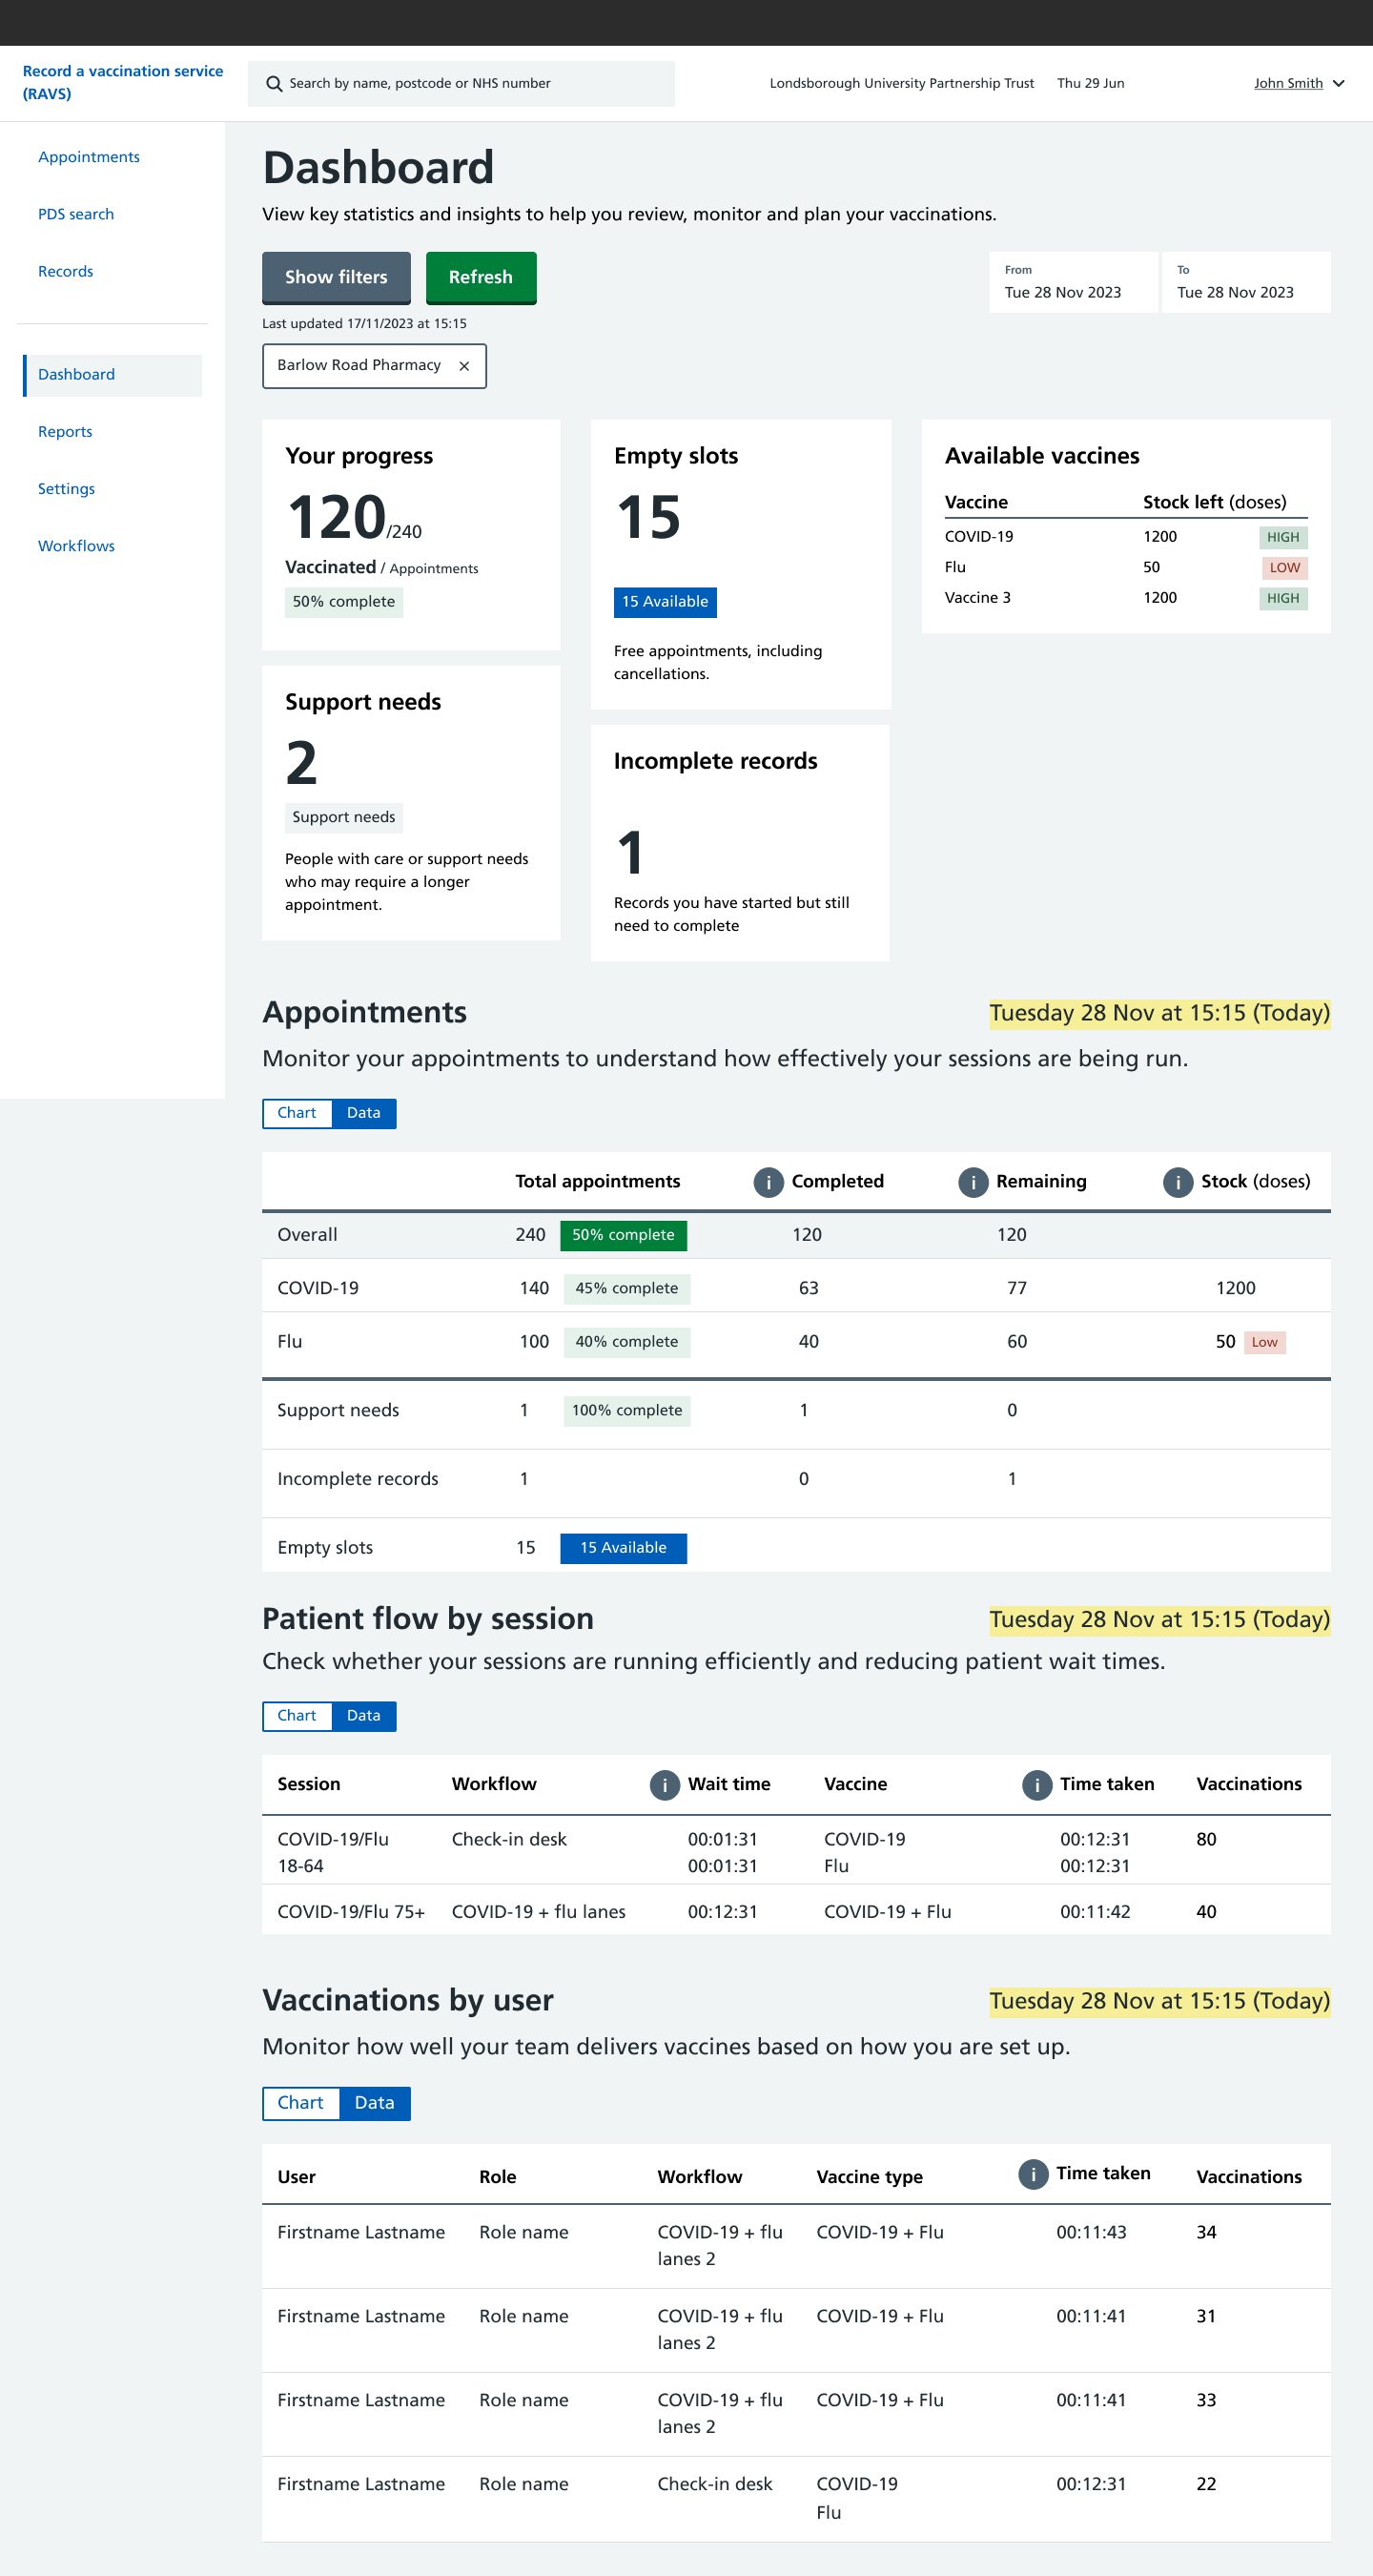 Record a vaccination service
(RAVS)
Search by name, postcode or NHS number
Londsborough University Partnership Trust
Thu 29 Jun
John Smith
Appointments
PDS search
Records
Dashboard
Reports
Settings
Workflows
Dashboard
View key statistics and insights to help you review, monitor and plan your vaccinations.
Show filters
Refresh
From
Tue 28 Nov 2023
To
Tue 28 Nov 2023
Last updated 17/11/2023 at 15:15
Barlow Road Pharmacy ×
Your progress
120/240
Vaccinated / Appointments
50% complete
Support needs
2
Support needs
People with care or support needs
who may require a longer
appointment.
Empty slots
15
15 Available
Free appointments, including
cancellations.
Incomplete records
1
Records you have started but still
need to complete
Available vaccines
Vaccine Stock left (doses)
COVID-19 1200 HIGH
Flu 50 LOW
Vaccine 3 1200 HIGH
Appointments
Tuesday 28 Nov at 15:15 (Today)
Monitor your appointments to understand how effectively your sessions are being run.
Chart Data
Total appointments i Completed i Remaining i Stock (doses)
Overall 240 50% complete 120 120
COVID-19 140 45% complete 63 77 1200
Flu 100 40% complete 40 60 50 Low
Support needs 1 100% complete 1 0
Incomplete records 1 0 1
Empty slots 15 15 Available
Patient flow by session
Tuesday 28 Nov at 15:15 (Today)
Check whether your sessions are running efficiently and reducing patient wait times.
Chart Data
Session Workflow i Wait time Vaccine i Time taken Vaccinations
COVID-19/Flu Check-in desk 00:01:31 COVID-19 00:12:31 80
18-64 00:01:31 Flu 00:12:31
COVID-19/Flu 75+ COVID-19 + flu lanes 00:12:31 COVID-19 + Flu 00:11:42 40
Vaccinations by user
Tuesday 28 Nov at 15:15 (Today)
Monitor how well your team delivers vaccines based on how you are set up.
Chart Data
User Role Workflow Vaccine type i Time taken Vaccinations
Firstname Lastname Role name COVID-19 + flu COVID-19 + Flu 00:11:43 34
lanes 2
Firstname Lastname Role name COVID-19 + flu COVID-19 + Flu 00:11:41 31
lanes 2
Firstname Lastname Role name COVID-19 + flu COVID-19 + Flu 00:11:41 33
lanes 2
Firstname Lastname Role name Check-in desk COVID-19 00:12:31 22
Flu